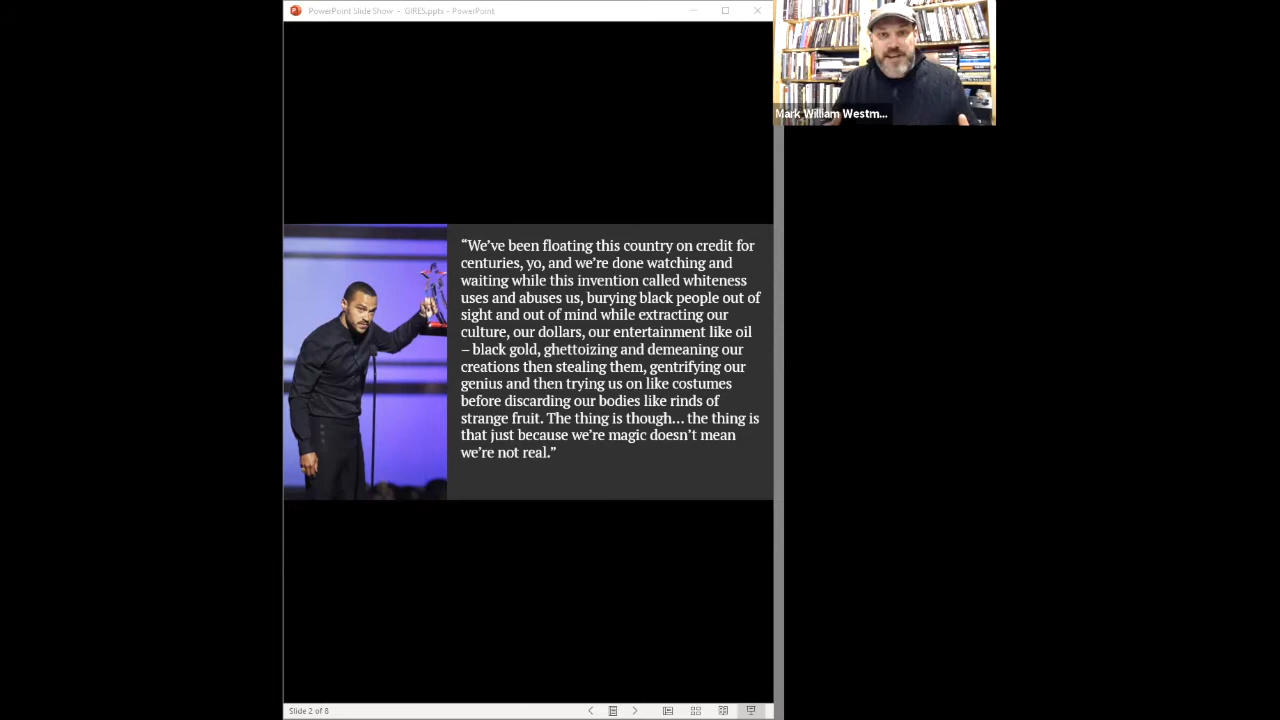 PowerPoint Slide Show - GIRES.ppts - PowerPoint
Mark William Westm...
“We’ve been floating this country on credit for
centuries, yo, and we’re done watching and
waiting while this invention called whiteness
uses and abuses us, burying black people out of
sight and out of mind while extracting our
culture, our dollars, our entertainment like oil
– black gold, ghettoizing and demeaning our
creations then stealing them, gentrifying our
genius and then trying us on like costumes
before discarding our bodies like rinds of
strange fruit. The thing is though… the thing is
that just because we’re magic doesn’t mean
we’re not real.”
Slide 2 of 8